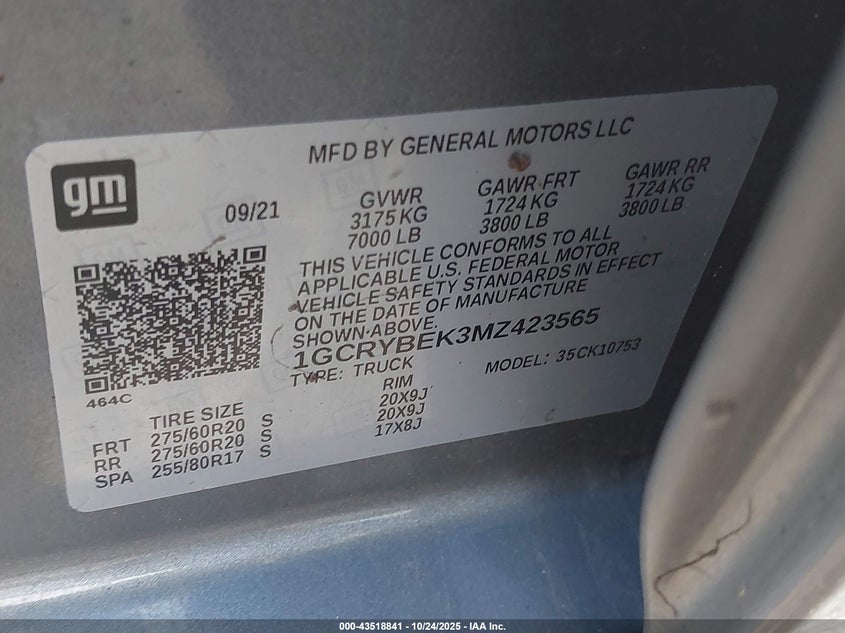 gm
MFD BY GENERAL MOTORS LLC
09/21
GVWR
3175 KG
7000 LB
GAWR FRT
1724 KG
3800 LB
GAWR RR
1724 KG
3800 LB
THIS VEHICLE CONFORMS TO ALL
APPLICABLE U.S. FEDERAL MOTOR
VEHICLE SAFETY STANDARDS IN EFFECT
ON THE DATE OF MANUFACTURE
SHOWN ABOVE.
1GCRYBEK3MZ423565
TYPE: TRUCK
MODEL: 35CK10753
464C
TIRE SIZE RIM
FRT 275/60R20 S 20X9J
RR 275/60R20 S 20X9J
SPA 255/80R17 S 17X8J
000-43518841 - 10/24/2025 - IAA Inc.